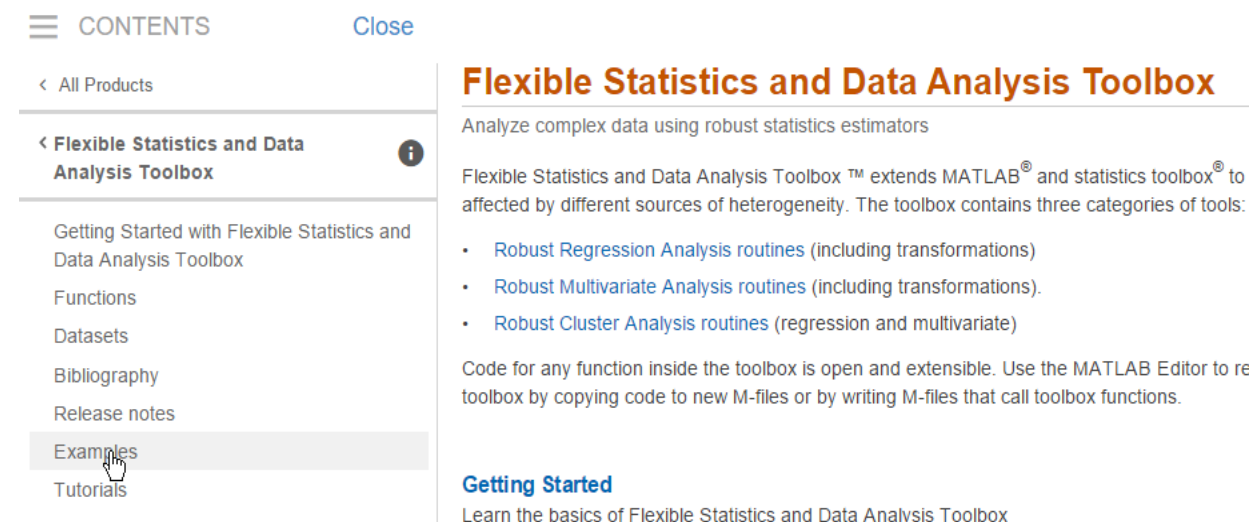 CONTENTS Close
< All Products
< Flexible Statistics and Data
Analysis Toolbox
Getting Started with Flexible Statistics and
Data Analysis Toolbox
Functions
Datasets
Bibliography
Release notes
Examples
Tutorials
Flexible Statistics and Data Analysis Toolbox
Analyze complex data using robust statistics estimators
Flexible Statistics and Data Analysis Toolbox ™ extends MATLAB® and statistics toolbox® to
affected by different sources of heterogeneity. The toolbox contains three categories of tools:
• Robust Regression Analysis routines (including transformations)
• Robust Multivariate Analysis routines (including transformations).
• Robust Cluster Analysis routines (regression and multivariate)
Code for any function inside the toolbox is open and extensible. Use the MATLAB Editor to re
toolbox by copying code to new M-files or by writing M-files that call toolbox functions.
Getting Started
Learn the basics of Flexible Statistics and Data Analysis Toolbox